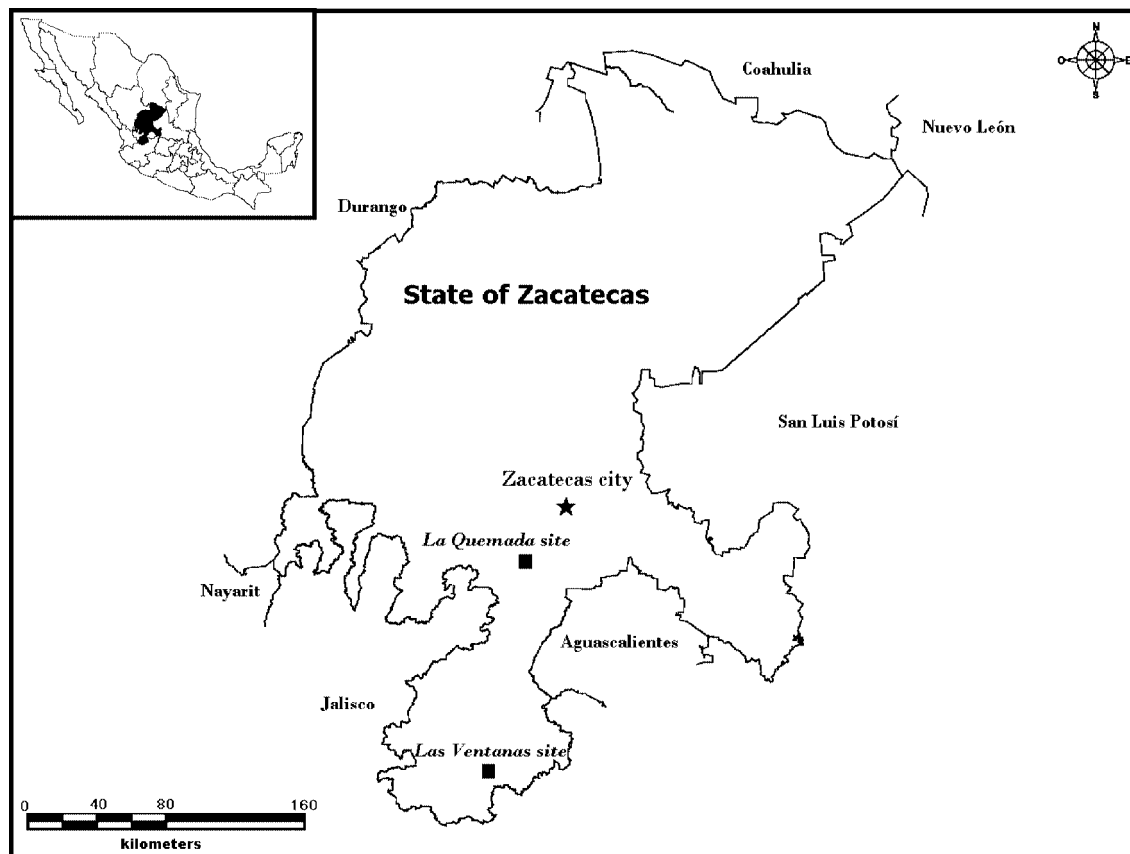 N
O E
S
Coahulia
Nuevo León
Durango
State of Zacatecas
San Luis Potosí
Zacatecas city
La Quemada site
Nayarit
Aguascalientes
Jalisco
Las Ventanas site
0 40 80 160
kilometers